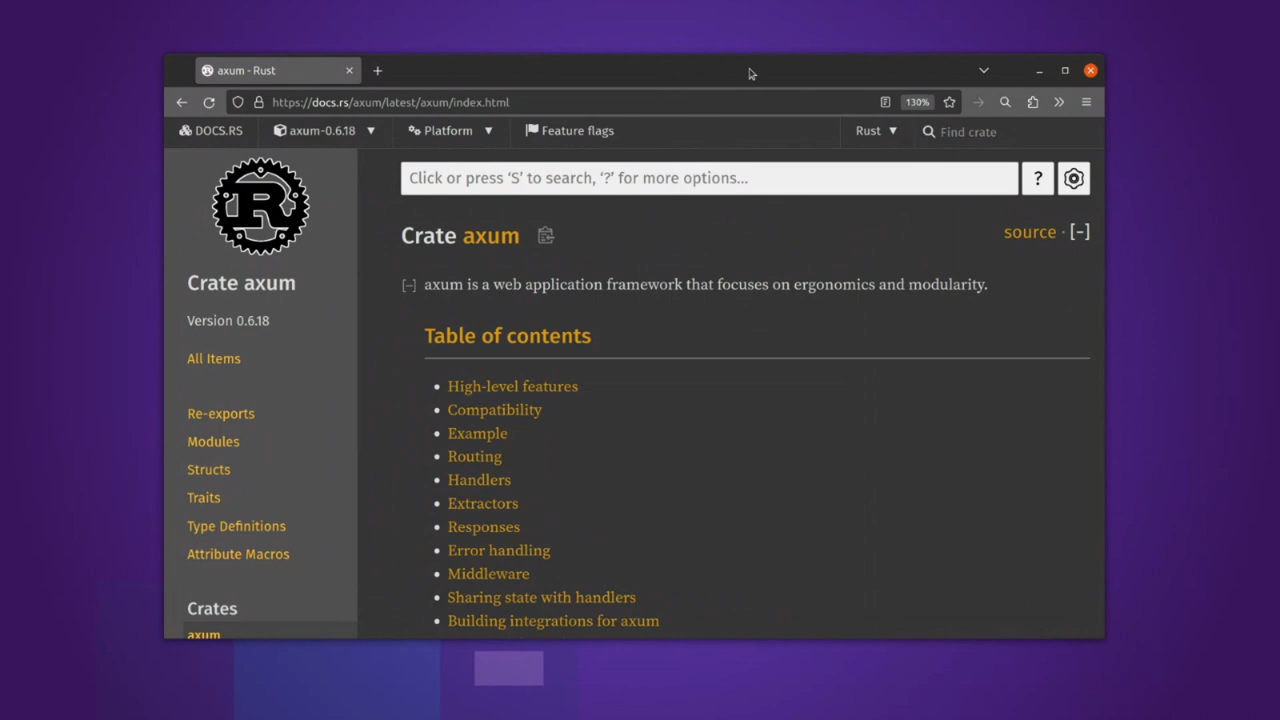 axum - Rust
https://docs.rs/axum/latest/axum/index.html
130%
DOCS.RS
axum-0.6.18
Platform
Feature flags
Rust
Find crate
R
Click or press ‘S’ to search, ‘?’ for more options…
?
Crate axum
source · [-]
Crate axum
[-] axum is a web application framework that focuses on ergonomics and modularity.
Version 0.6.18
Table of contents
All Items
High-level features
Compatibility
Re-exports
Example
Modules
Routing
Structs
Handlers
Traits
Extractors
Type Definitions
Responses
Attribute Macros
Error handling
Middleware
Crates
Sharing state with handlers
axum
Building integrations for axum